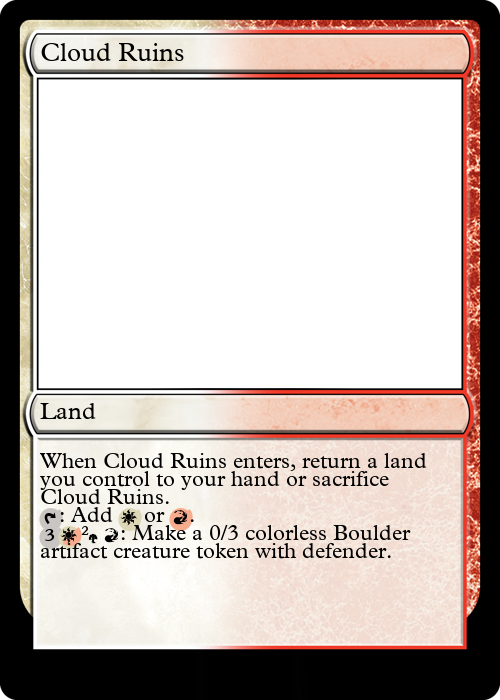 Cloud Ruins
Land
When Cloud Ruins enters, return a land
you control to your hand or sacrifice
Cloud Ruins.
: Add or .
3 2 : Make a 0/3 colorless Boulder
artifact creature token with defender.